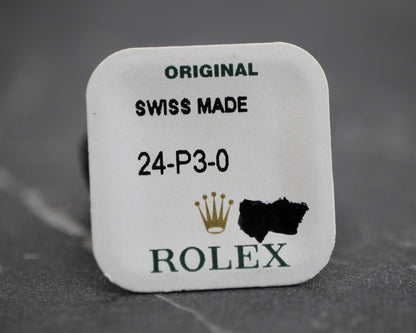 ORIGINAL
SWISS MADE
24-P3-0
ROLEX